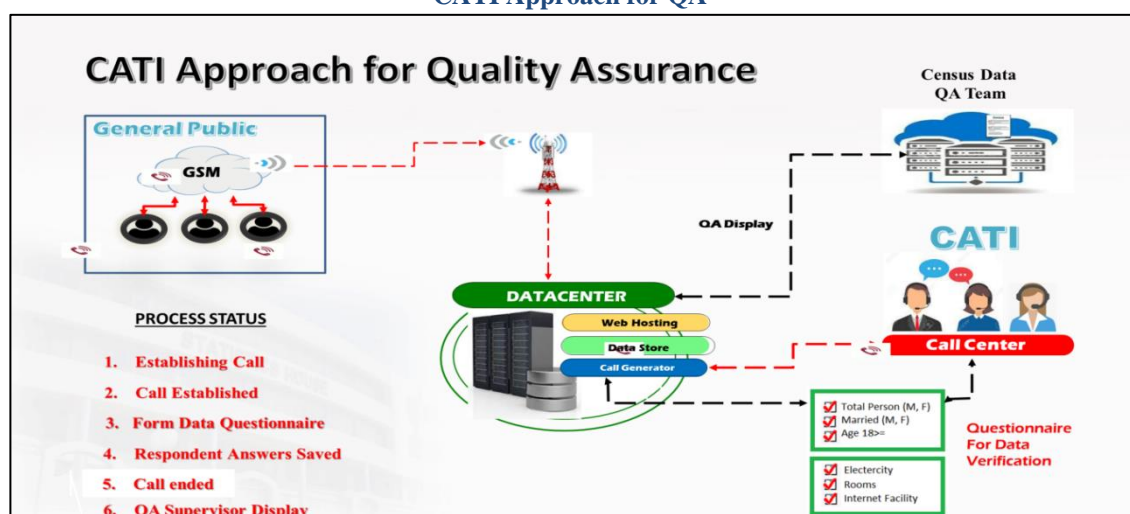 CATI Approach for QA
CATI Approach for Quality Assurance
General Public
GSM
Census Data
QA Team
QA Display
CATI
Call Center
DATACENTER
Web Hosting
Data Store
Call Generator
PROCESS STATUS
1. Establishing Call
2. Call Established
3. Form Data Questionnaire
4. Respondent Answers Saved
5. Call ended
6. QA Supervisor Display
Total Person (M, F)
Married (M, F)
Age 18>=
Electercity
Rooms
Internet Facility
Questionnaire
For Data
Verification